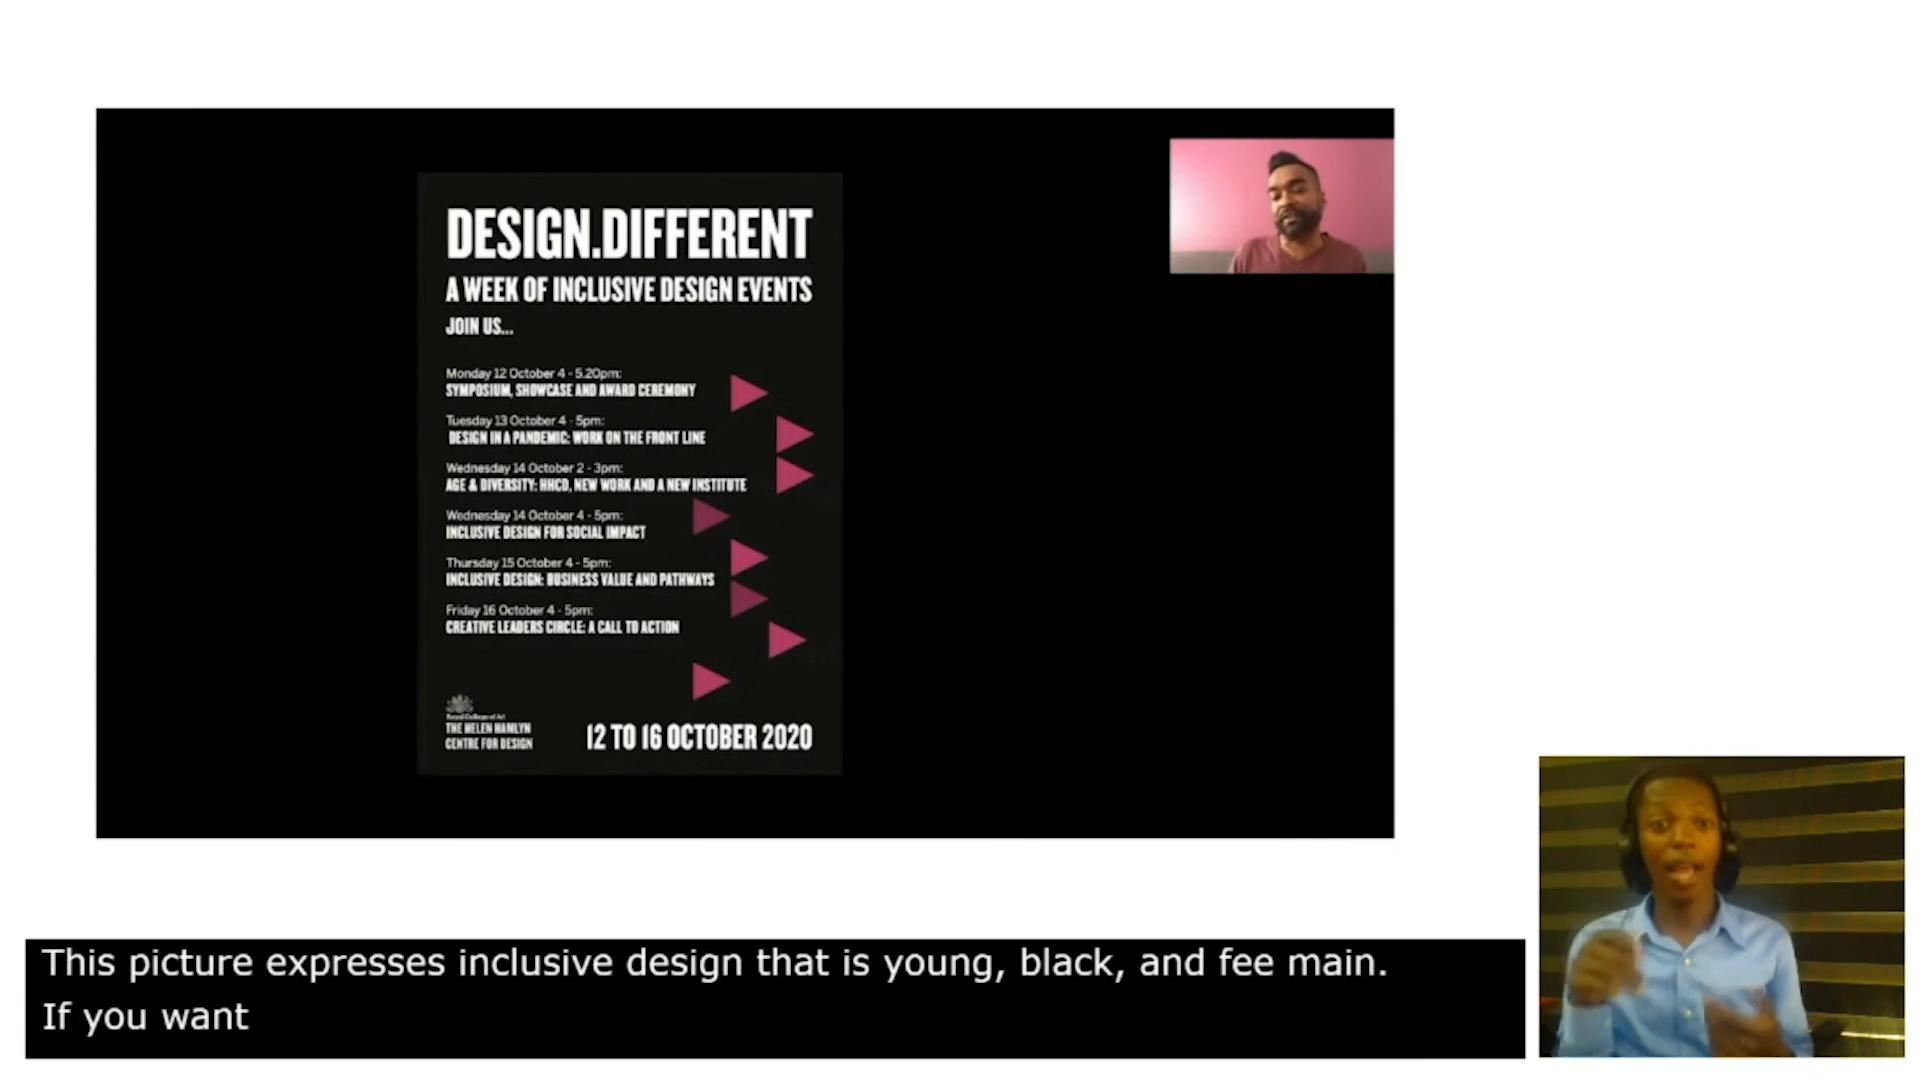 DESIGN.DIFFERENT
A WEEK OF INCLUSIVE DESIGN EVENTS
JOIN US...
Monday 12 October 4 - 5.20pm:
SYMPOSIUM, SHOWCASE AND AWARD CEREMONY
Tuesday 13 October 4 - 5pm:
DESIGN IN A PANDEMIC: WORK ON THE FRONT LINE
Wednesday 14 October 2 - 3pm:
AGE & DIVERSITY: HHCD, NEW WORK AND A NEW INSTITUTE
Wednesday 14 October 4 - 5pm:
INCLUSIVE DESIGN FOR SOCIAL IMPACT
Thursday 15 October 4 - 5pm:
INCLUSIVE DESIGN: BUSINESS VALUE AND PATHWAYS
Friday 16 October 4 - 5pm:
CREATIVE LEADERS CIRCLE: A CALL TO ACTION
Royal College of Art
THE HELEN HAMLYN
CENTRE FOR DESIGN
12 TO 16 OCTOBER 2020
This picture expresses inclusive design that is young, black, and fee main.
If you want